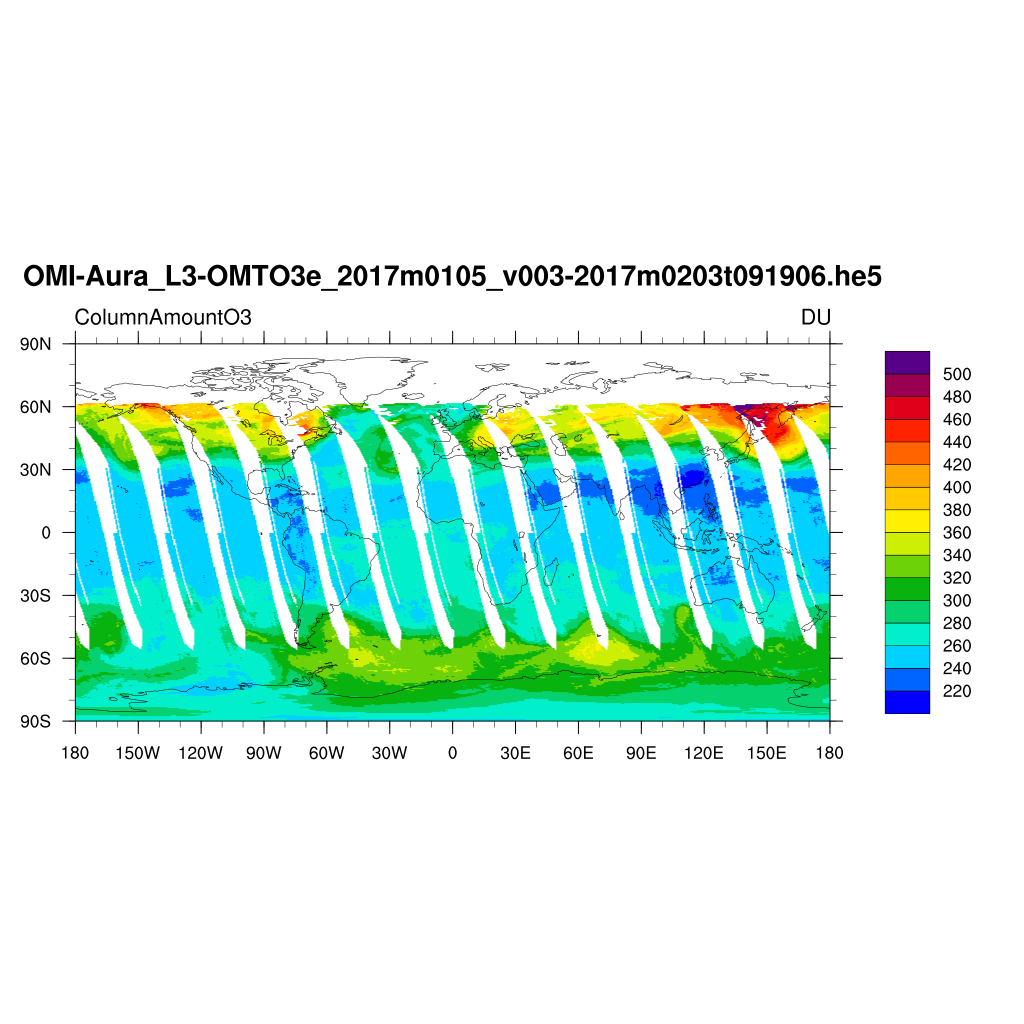 OMI-Aura_L3-OMTO3e_2017m0105_v003-2017m0203t091906.he5
ColumnAmountO3 DU
90N
60N
30N
0
30S
60S
90S
180 150W 120W 90W 60W 30W 0 30E 60E 90E 120E 150E 180
500
480
460
440
420
400
380
360
340
320
300
280
260
240
220